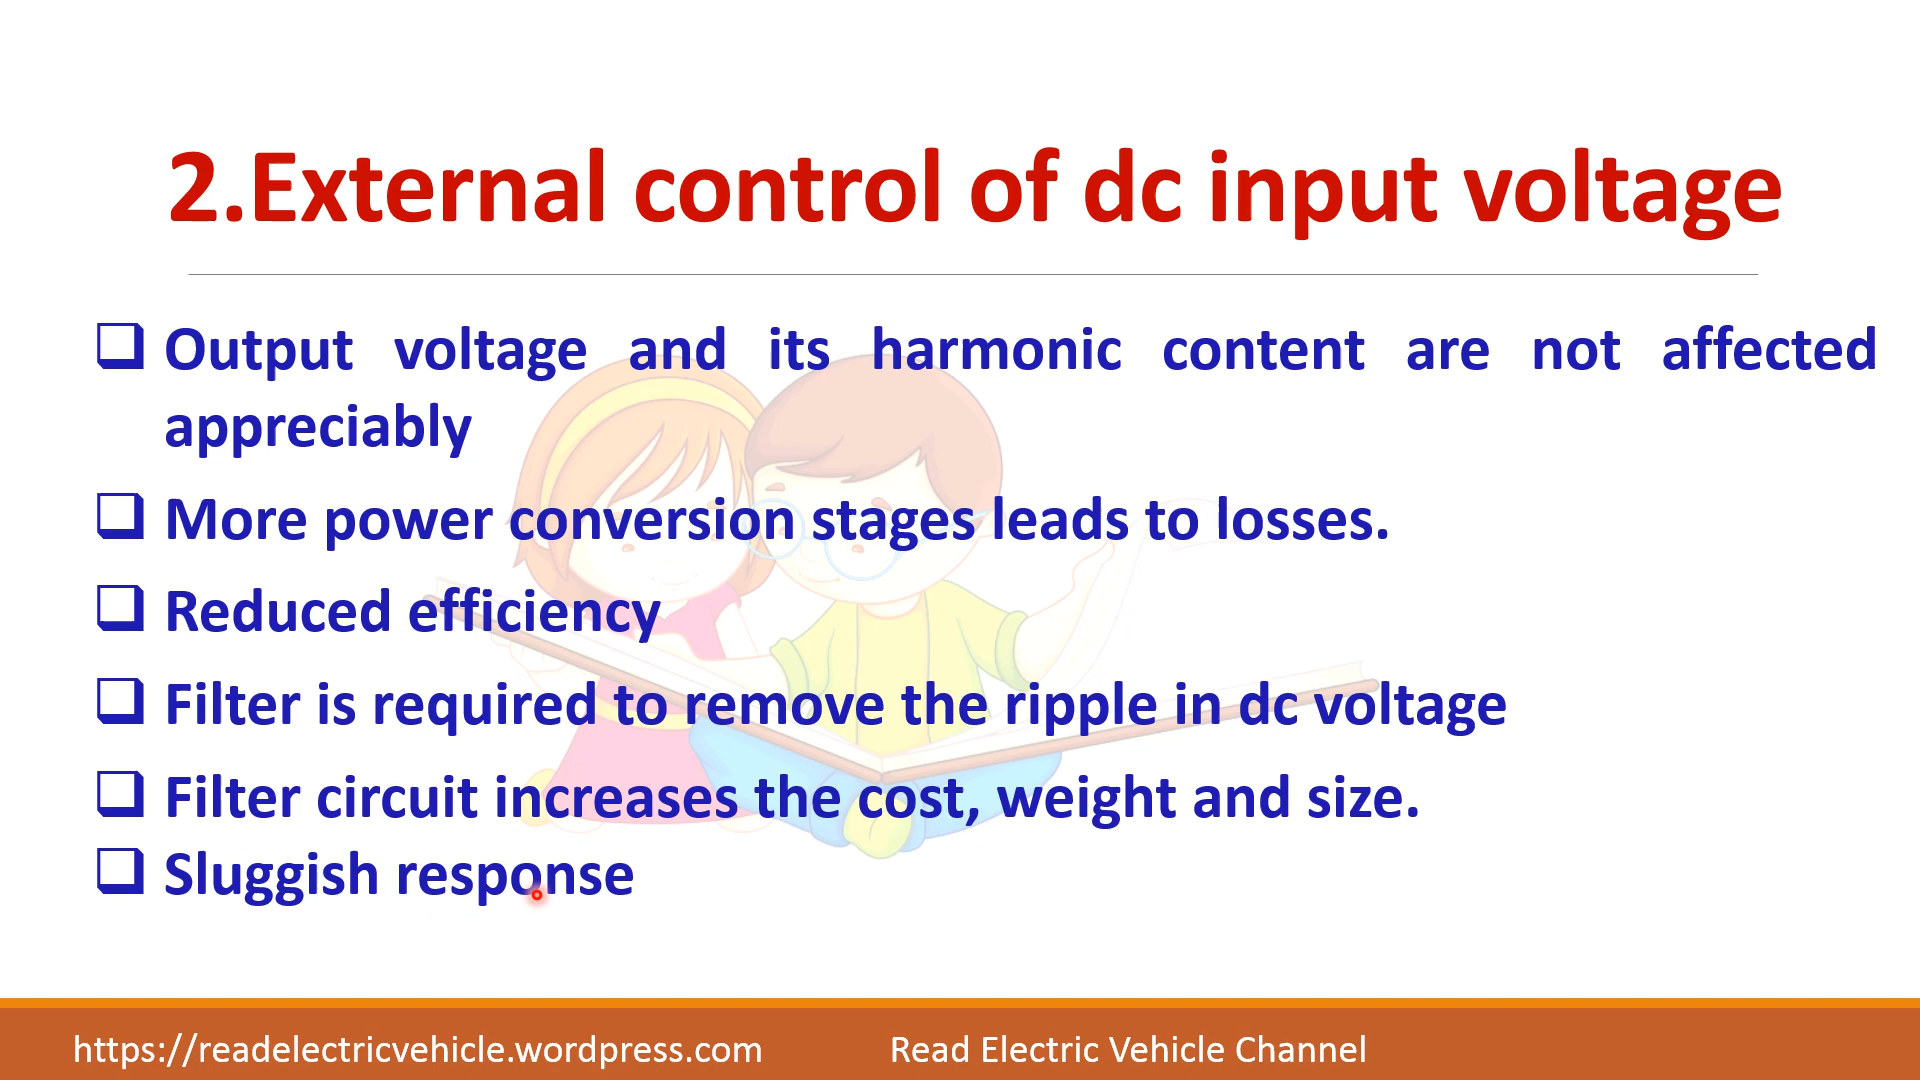 2.External control of dc input voltage
❑ Output voltage and its harmonic content are not affected
appreciably
❑ More power conversion stages leads to losses.
❑ Reduced efficiency
❑ Filter is required to remove the ripple in dc voltage
❑ Filter circuit increases the cost, weight and size.
❑ Sluggish response
https://readelectricvehicle.wordpress.com Read Electric Vehicle Channel